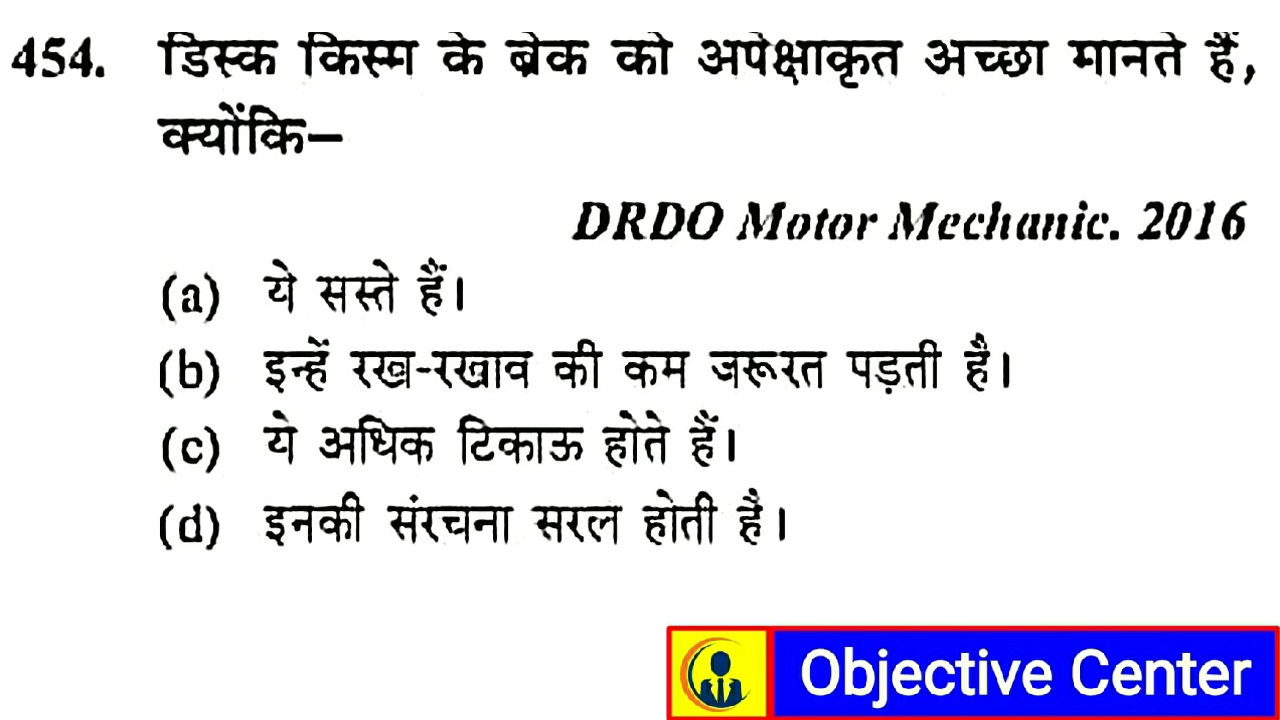 454. डिस्क किस्म के ब्रेक को अपेक्षाकृत अच्छा मानते हैं,
क्योंकि–
DRDO Motor Mechanic. 2016
(a) ये सस्ते हैं।
(b) इन्हें रख-रखाव की कम जरूरत पड़ती है।
(c) ये अधिक टिकाऊ होते हैं।
(d) इनकी संरचना सरल होती है।
Objective Center